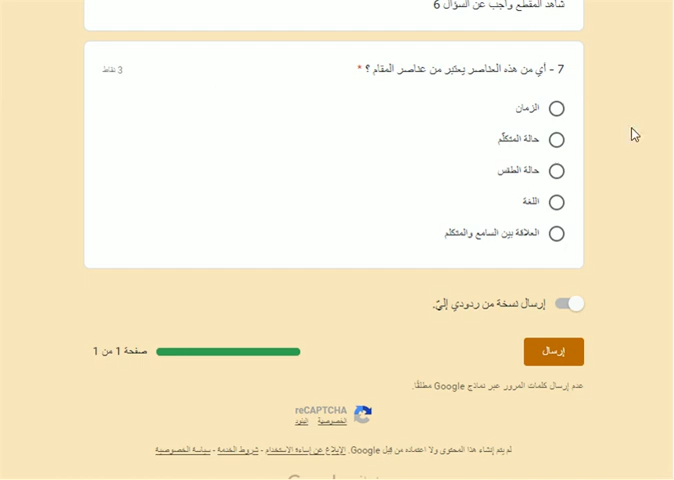 شاهد المقطع واجب عن السؤال 6
7 - أي من هذه العناصر يعتبر من عناصر المقام ؟ *
3 نقاط
الزمان
حالة المتكلّم
حالة الطقس
اللغة
العلاقة بين السامع والمتكلم
إرسال نسخة من ردودي إليّ.
إرسال
صفحة 1 من 1
عدم إرسال كلمات المرور عبر نماذج Google مطلقًا.
reCAPTCHA
الخصوصية البنود
لم يتم إنشاء هذا المحتوى ولا اعتماده من قِبل Google. الإبلاغ عن إساءة الاستخدام - شروط الخدمة - سياسة الخصوصية